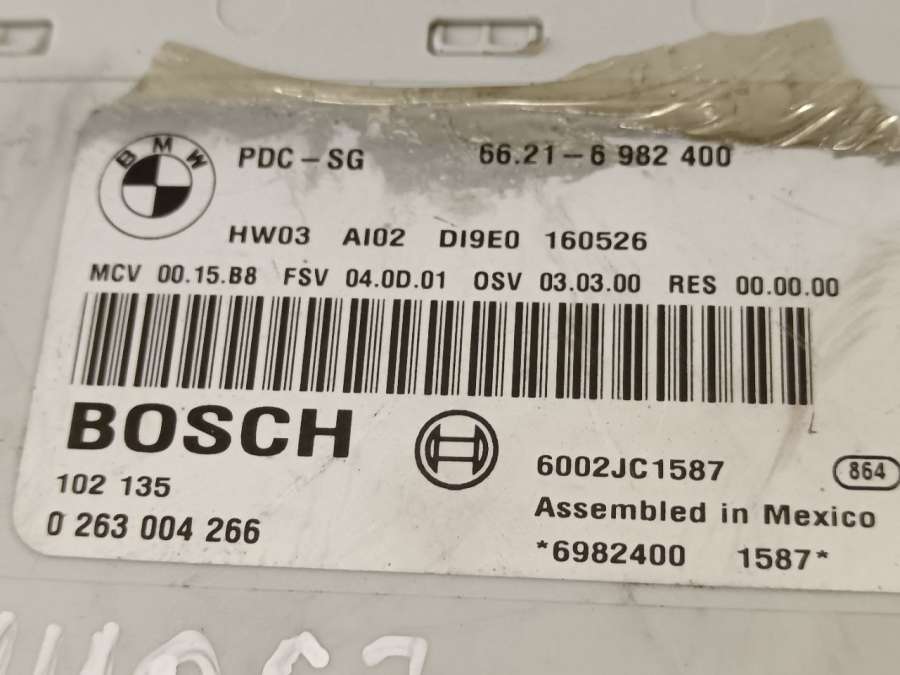 BMW
PDC-SG 66.21-6 982 400
HW03 AI02 DI9E0 160526
MCV 00.15.B8 FSV 04.0D.01 OSV 03.03.00 RES 00.00.00
BOSCH
6002JC1587 864
102 135
Assembled in Mexico
0 263 004 266
*6982400 1587*